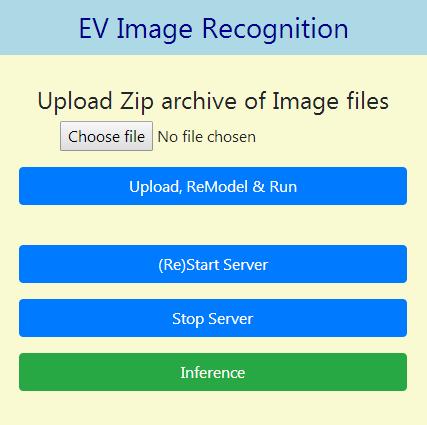 EV Image Recognition
Upload Zip archive of Image files
Choose file No file chosen
Upload, ReModel & Run
(Re)Start Server
Stop Server
Inference